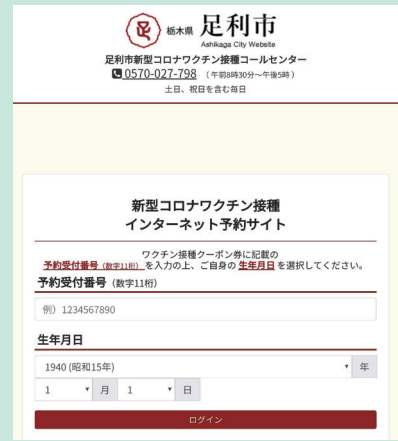 栃木県 足利市
Ashikaga City Website
足利市新型コロナワクチン接種コールセンター
0570-027-798 （午前8時30分〜午後5時）
土日、祝日を含む毎日
新型コロナワクチン接種
インターネット予約サイト
ワクチン接種クーポン券に記載の
予約受付番号（数字11桁）を入力の上、ご自身の 生年月日 を選択してください。
予約受付番号（数字11桁）
例）1234567890
生年月日
1940 (昭和15年) 年
1 月 1 日
ログイン